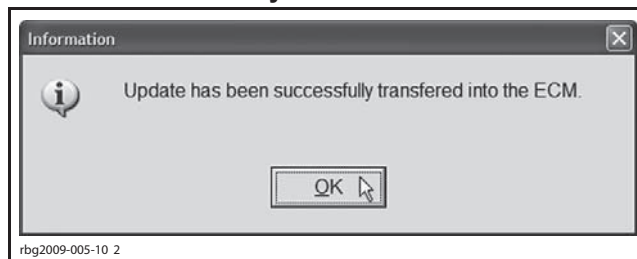 Information
Update has been successfully transfered into the ECM.
OK
rbg2009-005-10 2